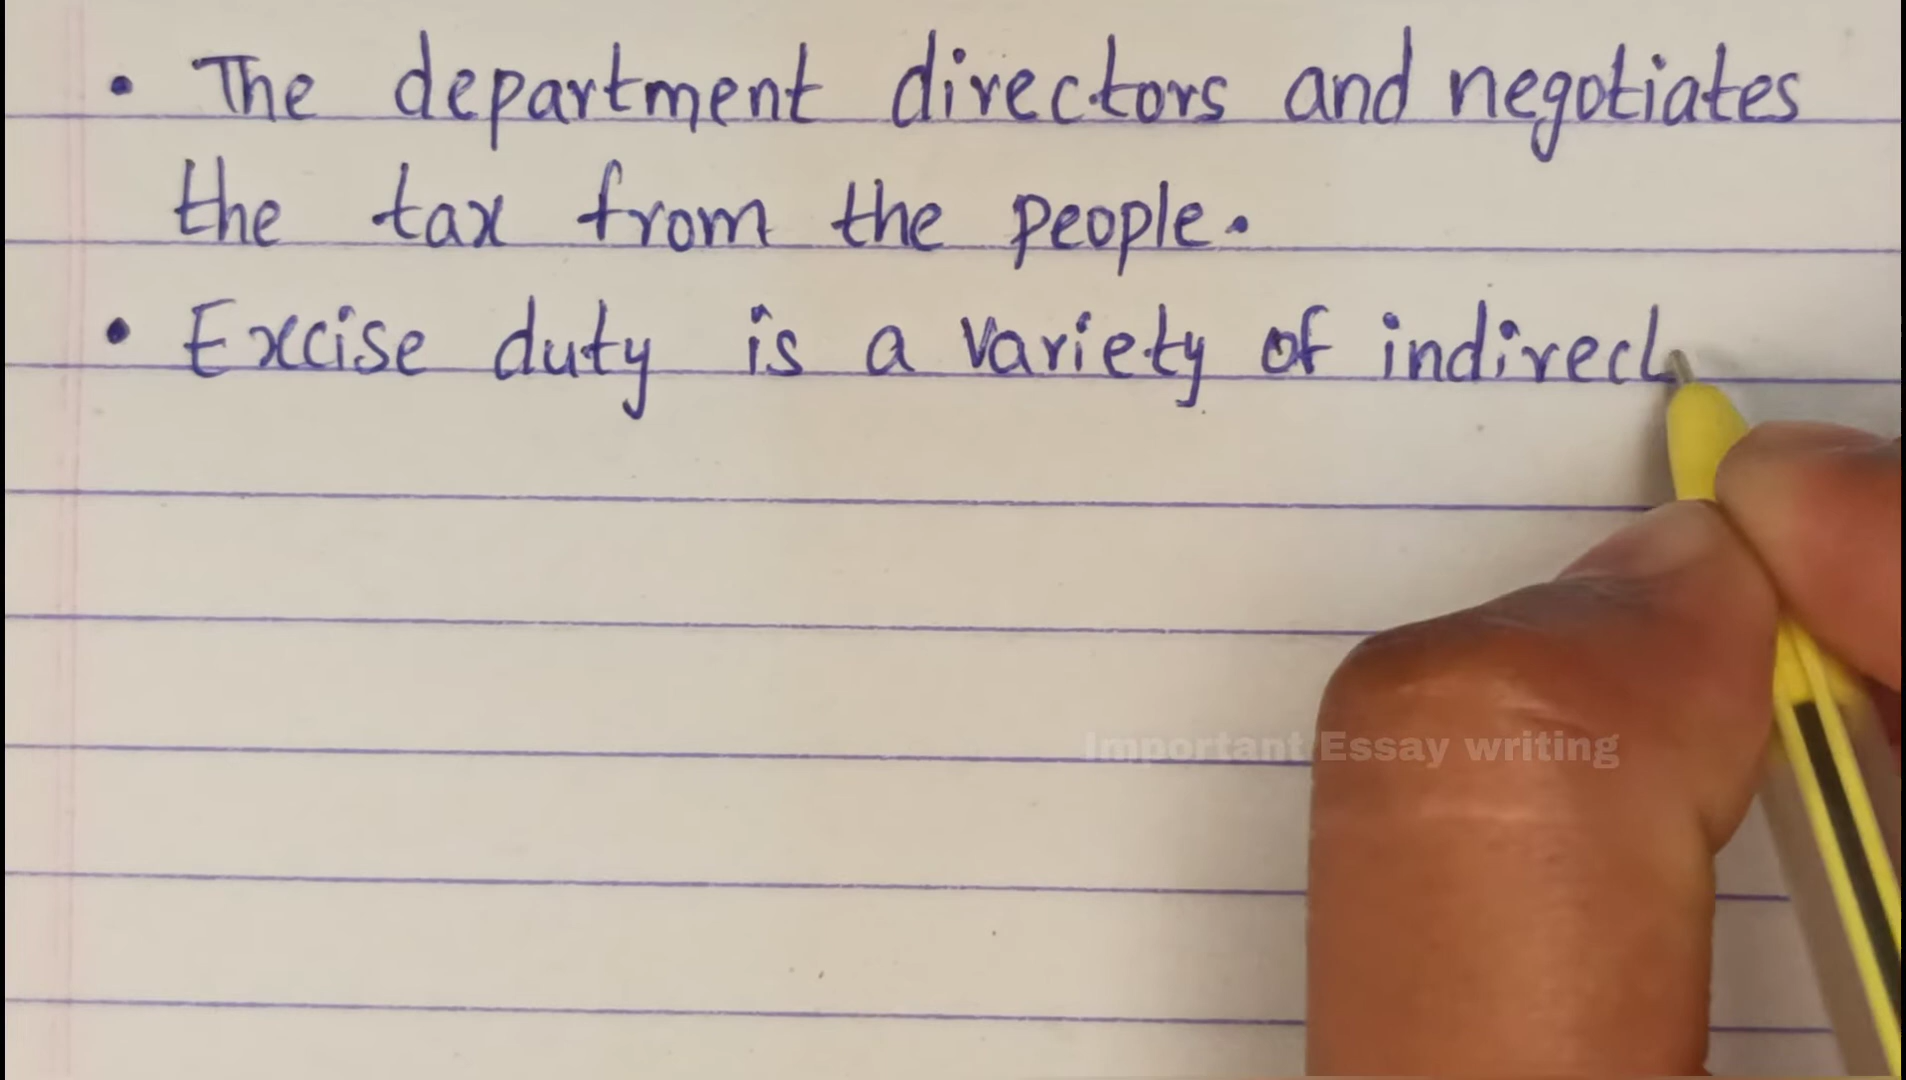 • The department directors and negotiates
the tax from the people.
• Excise duty is a variety of indirect
Important Essay writing